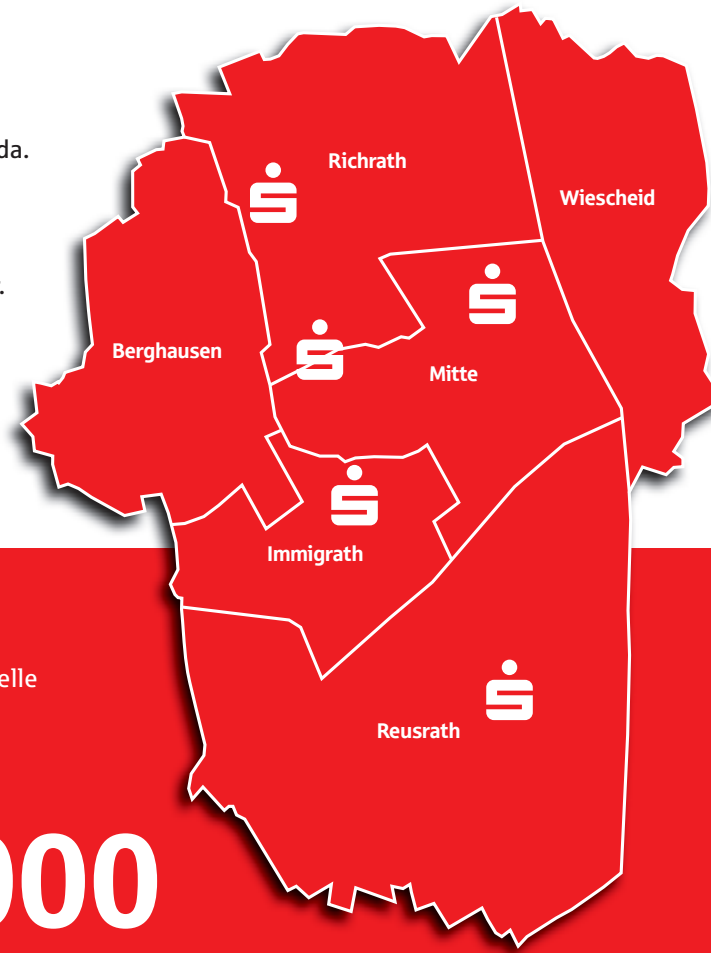 da.
Richrath
Wiescheid
Berghausen
Mitte
Immigrath
elle
Reusrath
000